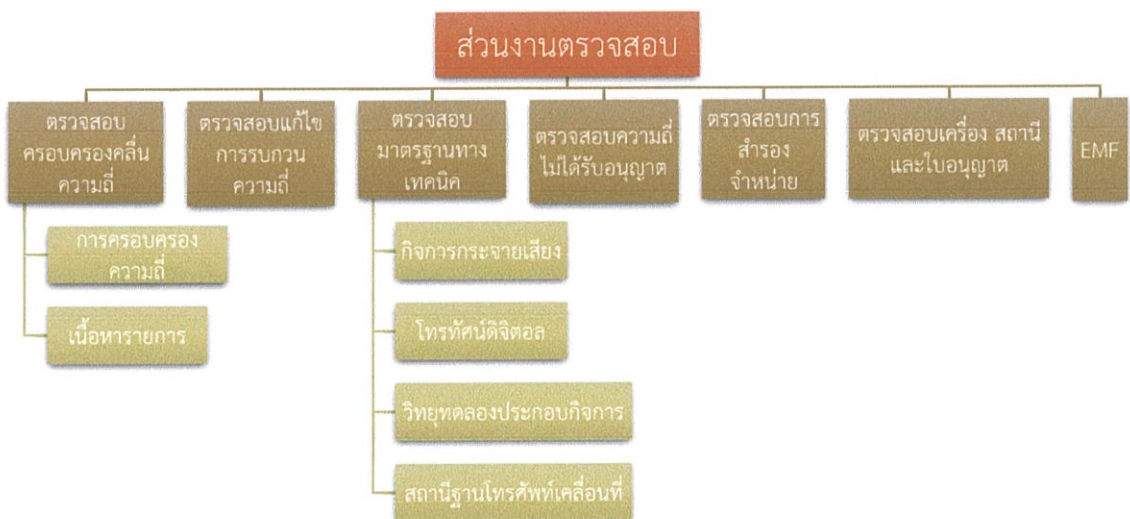 ส่วนงานตรวจสอบ
ตรวจสอบ
ครอบครองคลื่น
ความถี่
ตรวจสอบแก้ไข
การรบกวน
ความถี่
ตรวจสอบ
มาตรฐานทาง
เทคนิค
ตรวจสอบความถี่
ไม่ได้รับอนุญาต
ตรวจสอบการ
สำรอง
จำหน่าย
ตรวจสอบเครื่อง สถานี
และใบอนุญาต
EMF
การครอบครอง
ความถี่
เนื้อหารายการ
กิจการกระจายเสียง
โทรทัศน์ดิจิตอล
วิทยุทดลองประกอบกิจการ
สถานีฐานโทรศัพท์เคลื่อนที่